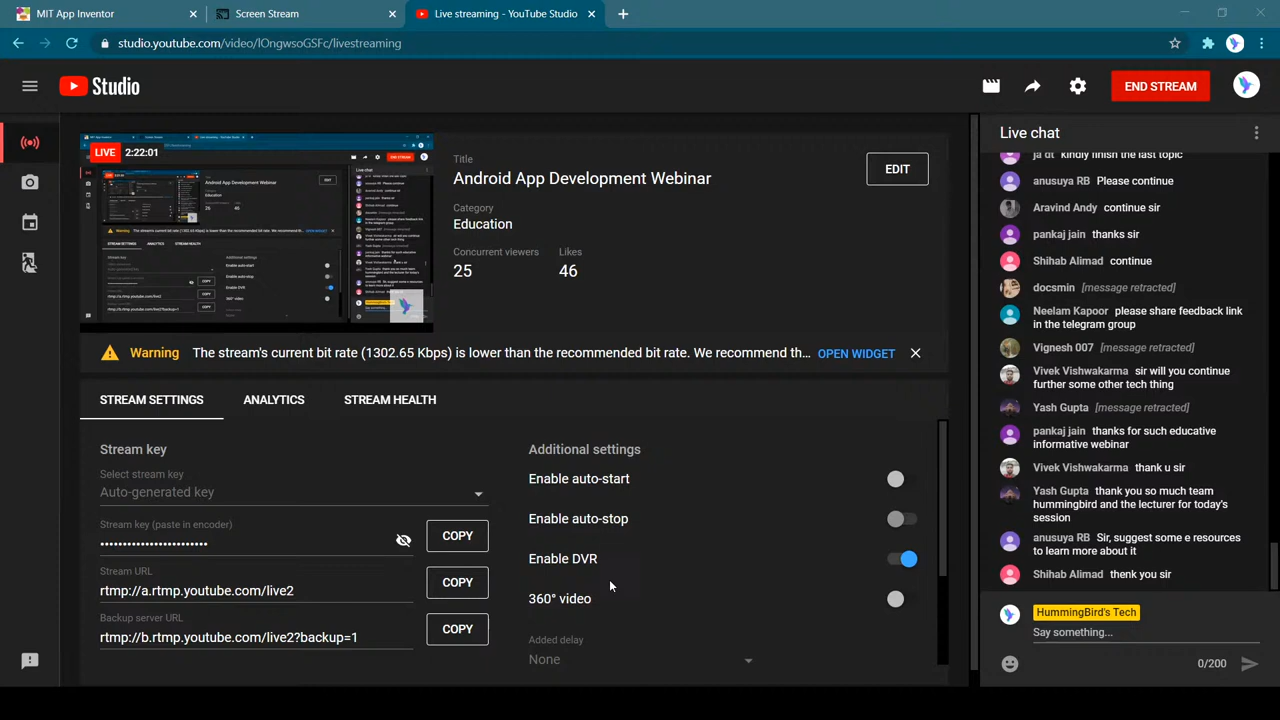 MIT App Inventor
Screen Stream
Live streaming - YouTube Studio
studio.youtube.com/video/lOngwsoGSFc/livestreaming
Studio
END STREAM
LIVE 2:22:01
Title
Android App Development Webinar
EDIT
Category
Education
Concurrent viewers
Likes
25
46
Warning The stream's current bit rate (1302.65 Kbps) is lower than the recommended bit rate. We recommend th... OPEN WIDGET
STREAM SETTINGS
ANALYTICS
STREAM HEALTH
Stream key
Select stream key
Auto-generated key
Stream key (paste in encoder)
•••••••••••••••••••••••
COPY
Stream URL
rtmp://a.rtmp.youtube.com/live2
COPY
Backup server URL
rtmp://b.rtmp.youtube.com/live2?backup=1
COPY
Additional settings
Enable auto-start
Enable auto-stop
Enable DVR
360° video
Added delay
None
Live chat
ja dt kindly finish the last topic
anusuya RB Please continue
Aravind Andy continue sir
pankaj jain thanks sir
Shihab Alimad continue
docsmin [message retracted]
Neelam Kapoor please share feedback link
in the telegram group
Vignesh 007 [message retracted]
Vivek Vishwakarma sir will you continue
further some other tech thing
Yash Gupta [message retracted]
pankaj jain thanks for such educative
informative webinar
Vivek Vishwakarma thank u sir
Yash Gupta thank you so much team
hummingbird and the lecturer for today's
session
anusuya RB Sir, suggest some e resources
to learn more about it
Shihab Alimad thenk you sir
HummingBird's Tech
Say something...
0/200